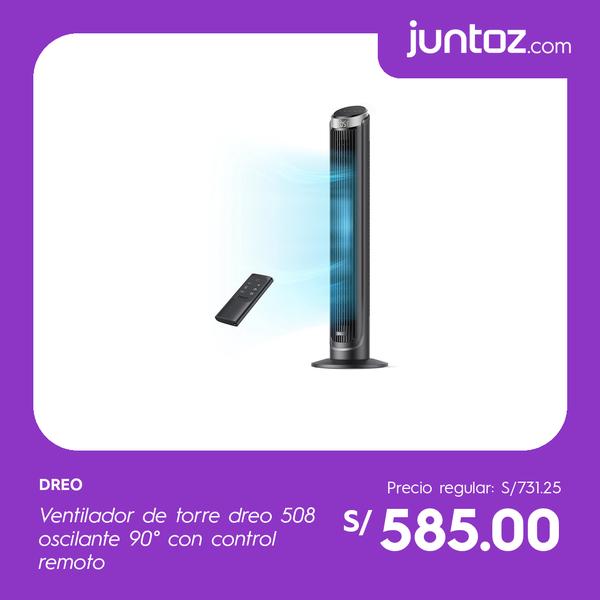 juntoz.com
DREO
Ventilador de torre dreo 508
oscilante 90° con control
remoto
Precio regular: S/731.25
S/ 585.00